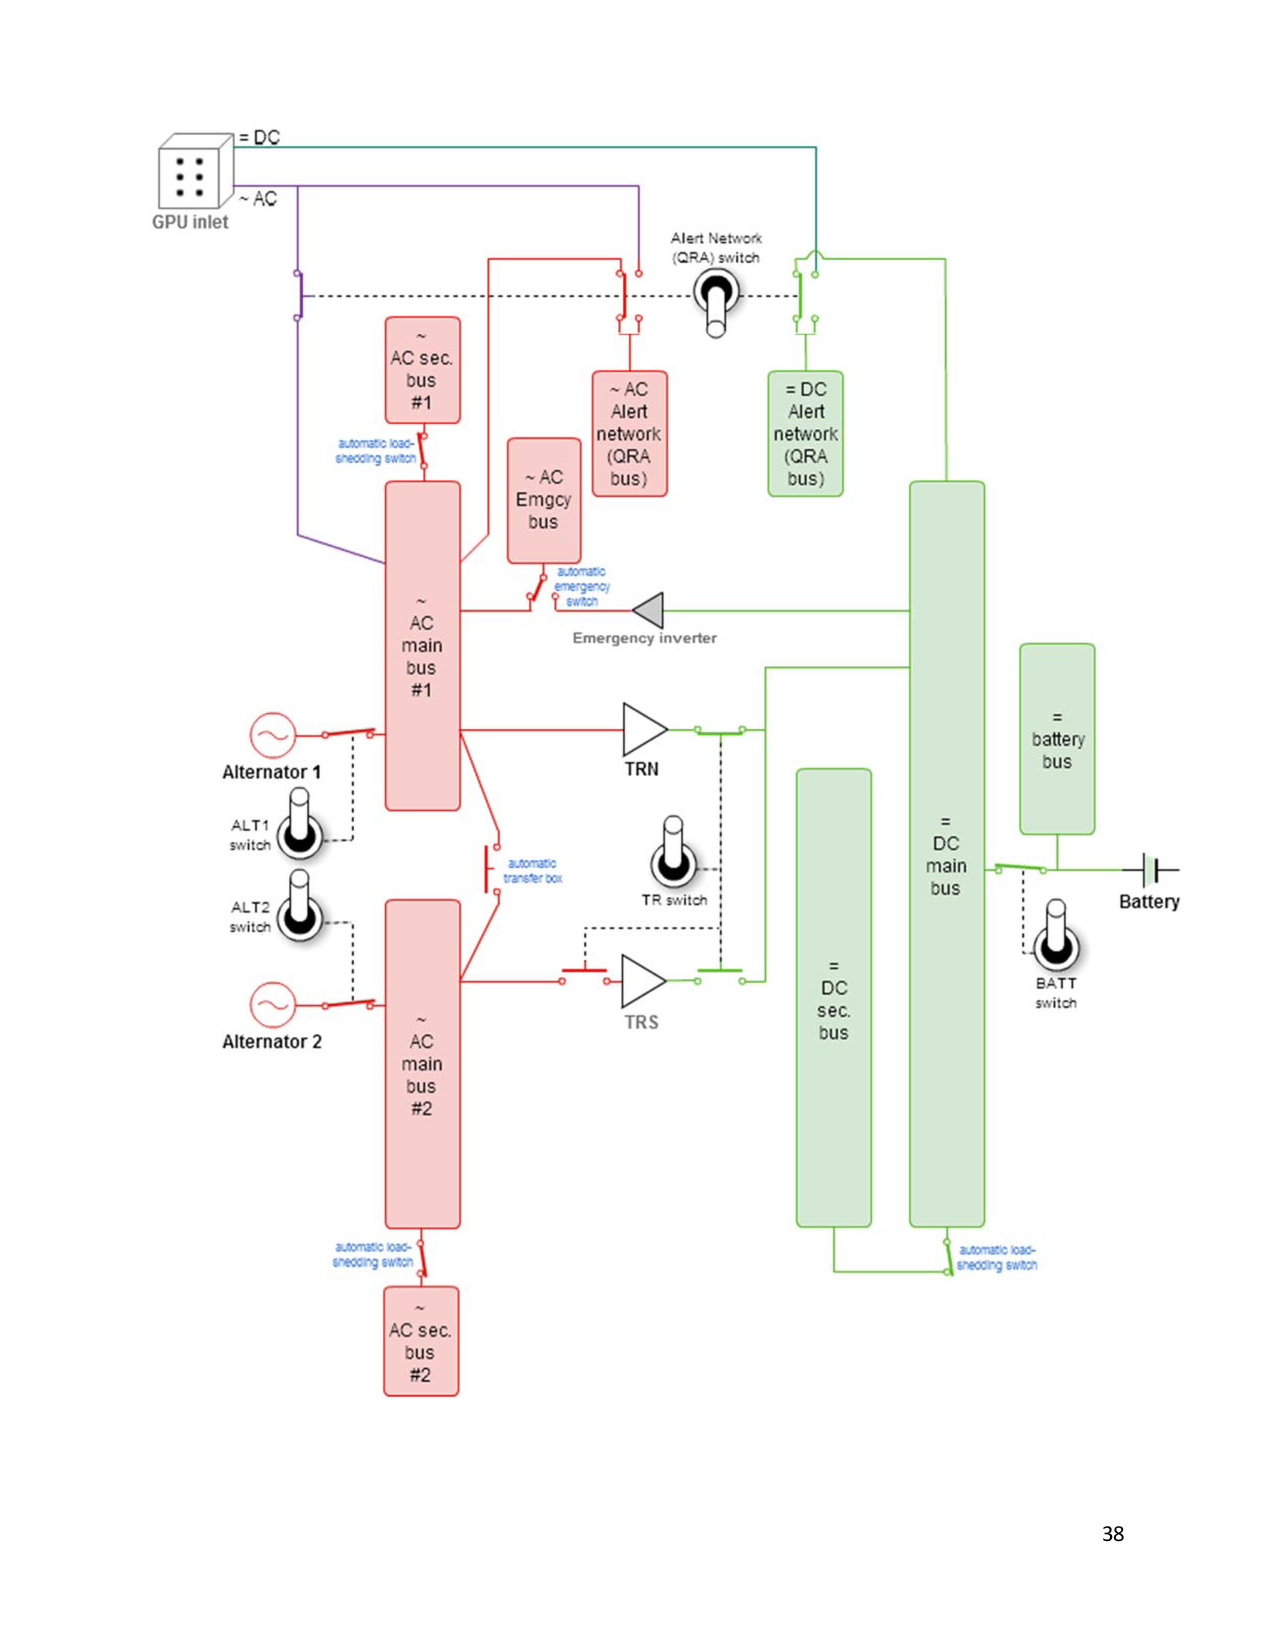 = DC
~ AC
GPU inlet
Alert Network
(QRA) switch
~
AC sec.
bus
#1
automatic load-
shedding switch
~ AC
Alert
network
(QRA
bus)
= DC
Alert
network
(QRA
bus)
~ AC
Emgcy
bus
automatic
emergency
switch
Emergency inverter
~
AC
main
bus
#1
Alternator 1
ALT1
switch
TRN
=
battery
bus
automatic
transfer box
TR switch
=
DC
main
bus
Battery
ALT2
switch
BATT
switch
Alternator 2
TRS
=
DC
sec.
bus
~
AC
main
bus
#2
automatic load-
shedding switch
automatic load-
shedding switch
~
AC sec.
bus
#2
38